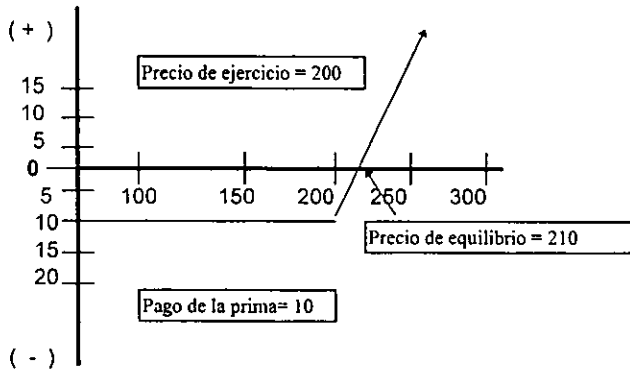 ( + )
Precio de ejercicio = 200
15
10
5
0
5
100 150 200 250 300
10
Precio de equilibrio = 210
15
20
Pago de la prima= 10
( - )